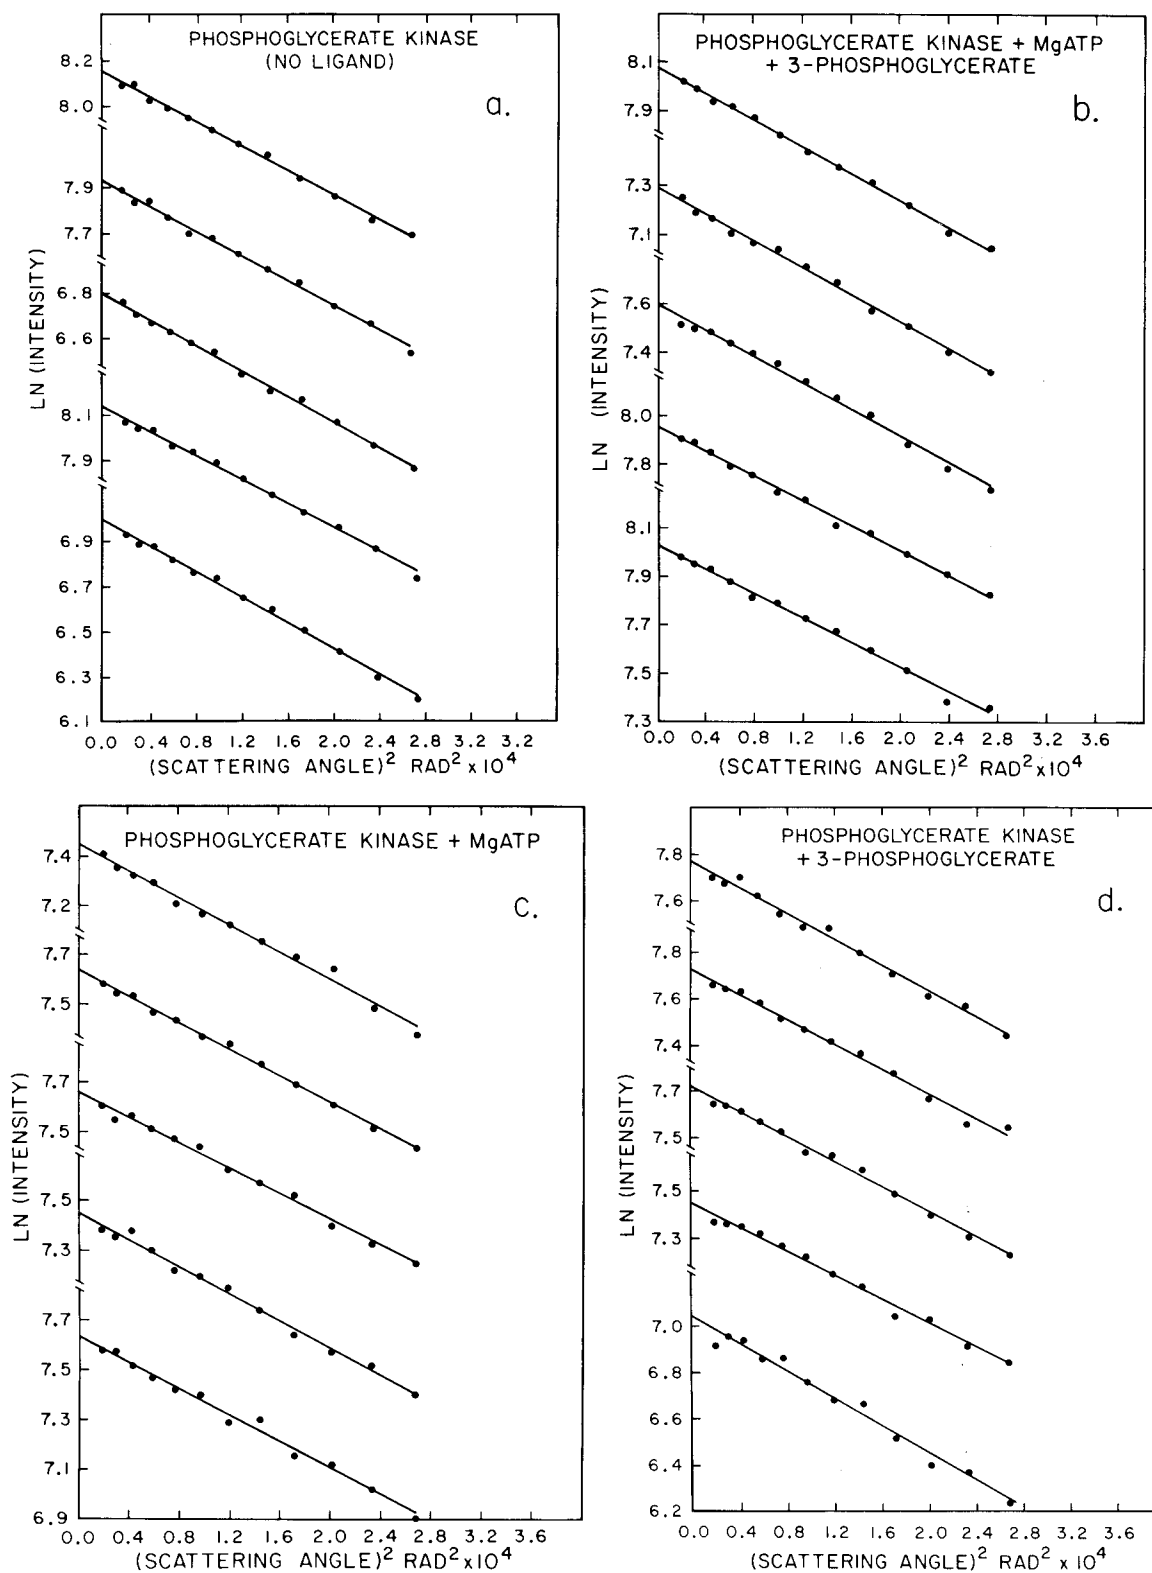 PHOSPHOGLYCERATE KINASE
(NO LIGAND)
a.
LN (INTENSITY)
8.2
8.0
7.9
7.7
6.8
6.6
8.1
7.9
6.9
6.7
6.5
6.3
6.1
0.0 0.4 0.8 1.2 1.6 2.0 2.4 2.8 3.2
(SCATTERING ANGLE)² RAD² x10⁴
PHOSPHOGLYCERATE KINASE + MgATP
+ 3-PHOSPHOGLYCERATE
b.
LN (INTENSITY)
8.1
7.9
7.3
7.1
7.6
7.4
8.0
7.8
8.1
7.9
7.7
7.5
7.3
0.0 0.4 0.8 1.2 1.6 2.0 2.4 2.8 3.2
(SCATTERING ANGLE)² RAD² x10⁴
PHOSPHOGLYCERATE KINASE + MgATP
c.
LN (INTENSITY)
7.4
7.2
7.7
7.5
7.7
7.5
7.5
7.3
7.7
7.5
7.3
7.1
6.9
0.0 0.4 0.8 1.2 1.6 2.0 2.4 2.8 3.2
(SCATTERING ANGLE)² RAD² x10⁴
PHOSPHOGLYCERATE KINASE
+ 3-PHOSPHOGLYCERATE
d.
LN (INTENSITY)
7.8
7.6
7.8
7.6
7.4
7.7
7.5
7.5
7.3
7.0
6.8
6.6
6.4
6.2
0.0 0.4 0.8 1.2 1.6 2.0 2.4 2.8 3.2
(SCATTERING ANGLE)² RAD² x 10⁴